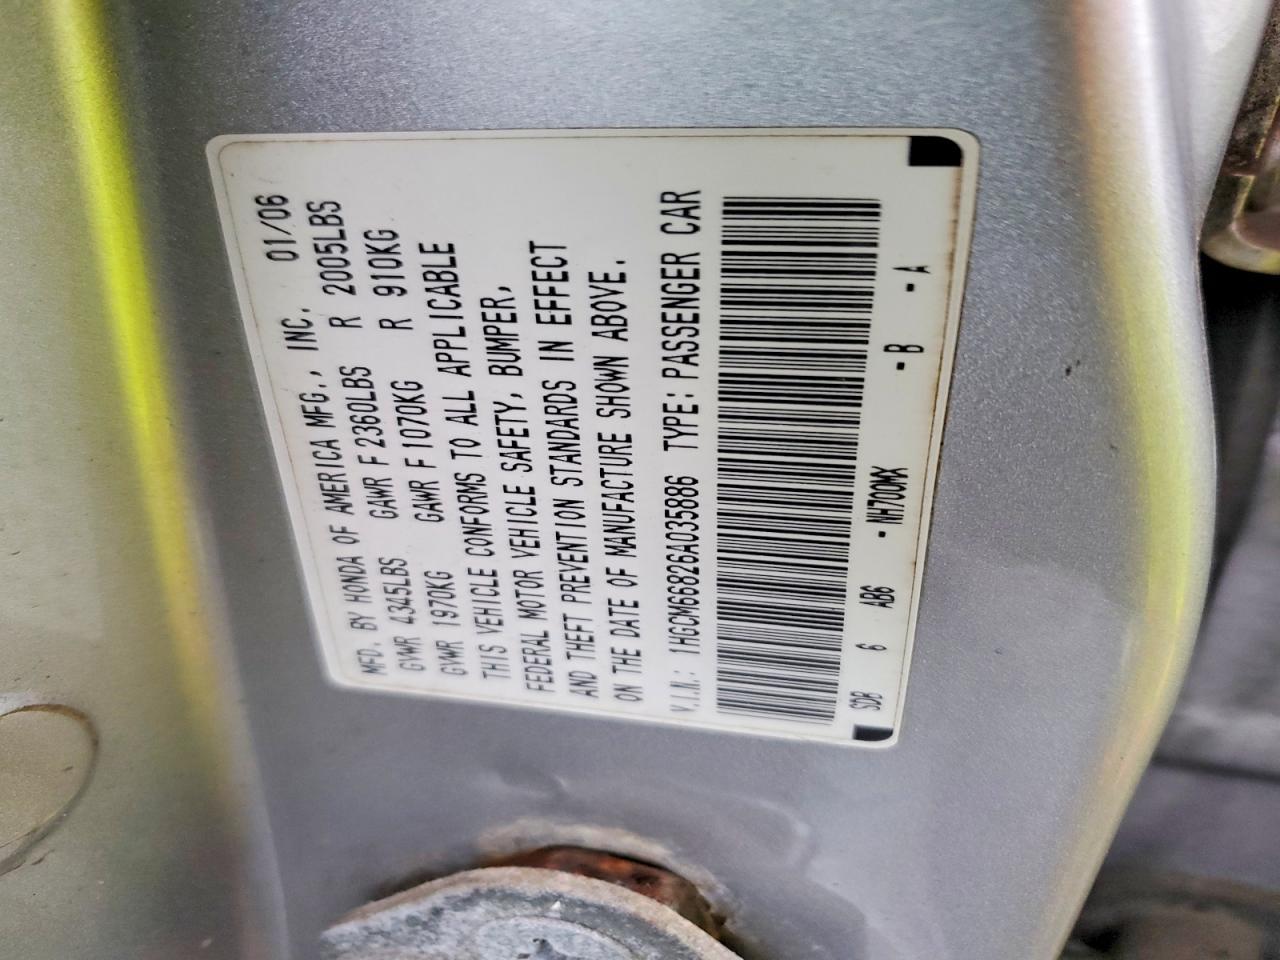 MFD. BY HONDA OF AMERICA MFG., INC. 01/06
GVWR 4345LBS GAWR F 2360LBS R 2005LBS
GVWR 1970KG GAWR F 1070KG R 910KG
THIS VEHICLE CONFORMS TO ALL APPLICABLE
FEDERAL MOTOR VEHICLE SAFETY, BUMPER,
AND THEFT PREVENTION STANDARDS IN EFFECT
ON THE DATE OF MANUFACTURE SHOWN ABOVE.
V.I.N.: 1HGCM66826A035886 TYPE: PASSENGER CAR
SDB 6 AB6 - NH700MX - B - A